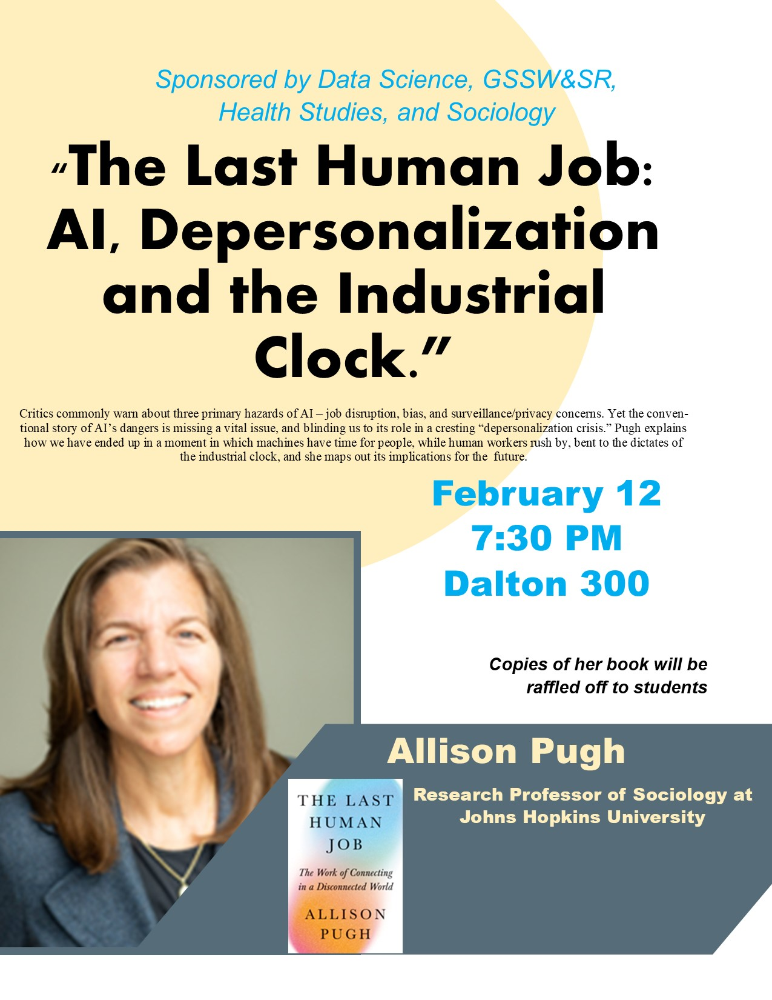 Sponsored by Data Science, GSSW&SR,
Health Studies, and Sociology
“The Last Human Job:
AI, Depersonalization
and the Industrial
Clock.”
Critics commonly warn about three primary hazards of AI – job disruption, bias, and surveillance/privacy concerns. Yet the conven-
tional story of AI’s dangers is missing a vital issue, and blinding us to its role in a cresting “depersonalization crisis.” Pugh explains
how we have ended up in a moment in which machines have time for people, while human workers rush by, bent to the dictates of
the industrial clock, and she maps out its implications for the  future.
February 12
7:30 PM
Dalton 300
Copies of her book will be
raffled off to students
Allison Pugh
Research Professor of Sociology at
Johns Hopkins University
THE LAST
HUMAN
JOB
The Work of Connecting
in a Disconnected World
ALLISON
PUGH